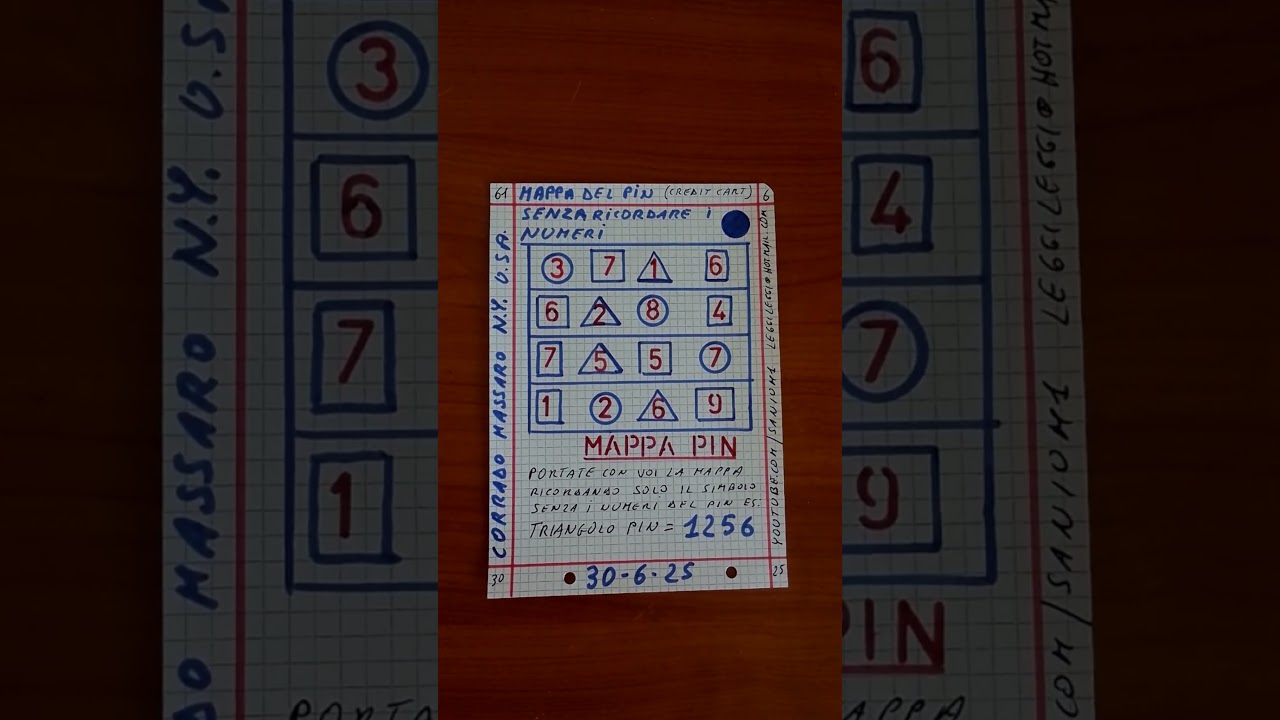 61 MAPPA DEL PIN (CREDIT CART) 6
SENZA RICORDARE I
NUMERI
3 7 1 6
6 2 8 4
7 5 5 7
1 2 6 9
MAPPA PIN
PORTATE CON VOI LA MAPPA
RICORDANDO SOLO IL SIMBOLO
SENZA I NUMERI DEL PIN ES:
TRIANGOLO PIN = 1256
30 30-6-25 25
CORRADO MASSARO N.Y. U.S.A.
YOUTUBE.COM/SANIOM1 LEGGILEGGIO HOTMAIL.COM